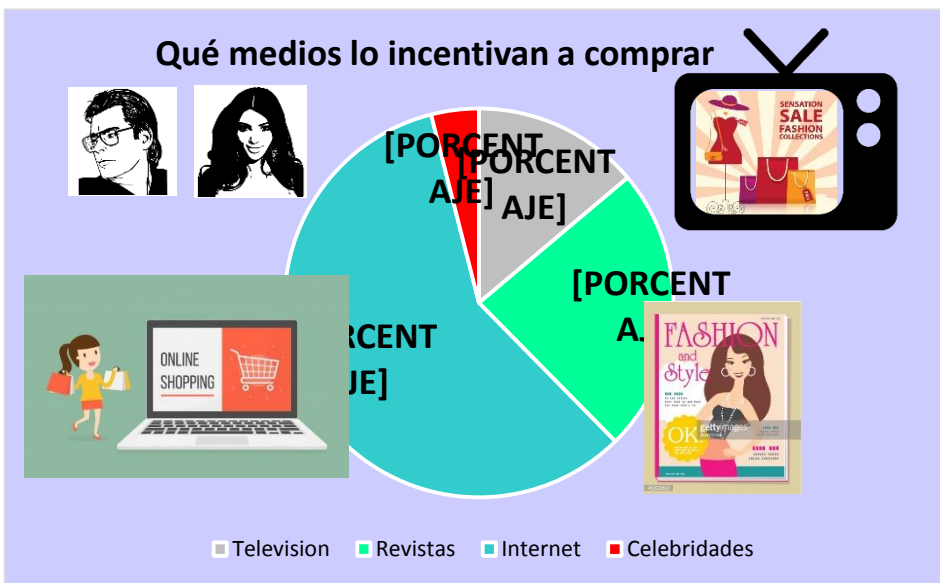 Qué medios lo incentivan a comprar
SENSATION
SALE
FASHION
COLLECTIONS
[PORCENT
AJE]
[PORCENT
AJE]
[PORCENT
A
RCENT
JE]
ONLINE
SHOPPING
FASHION
and
Style
OK!
gettyimages
Television
Revistas
Internet
Celebridades